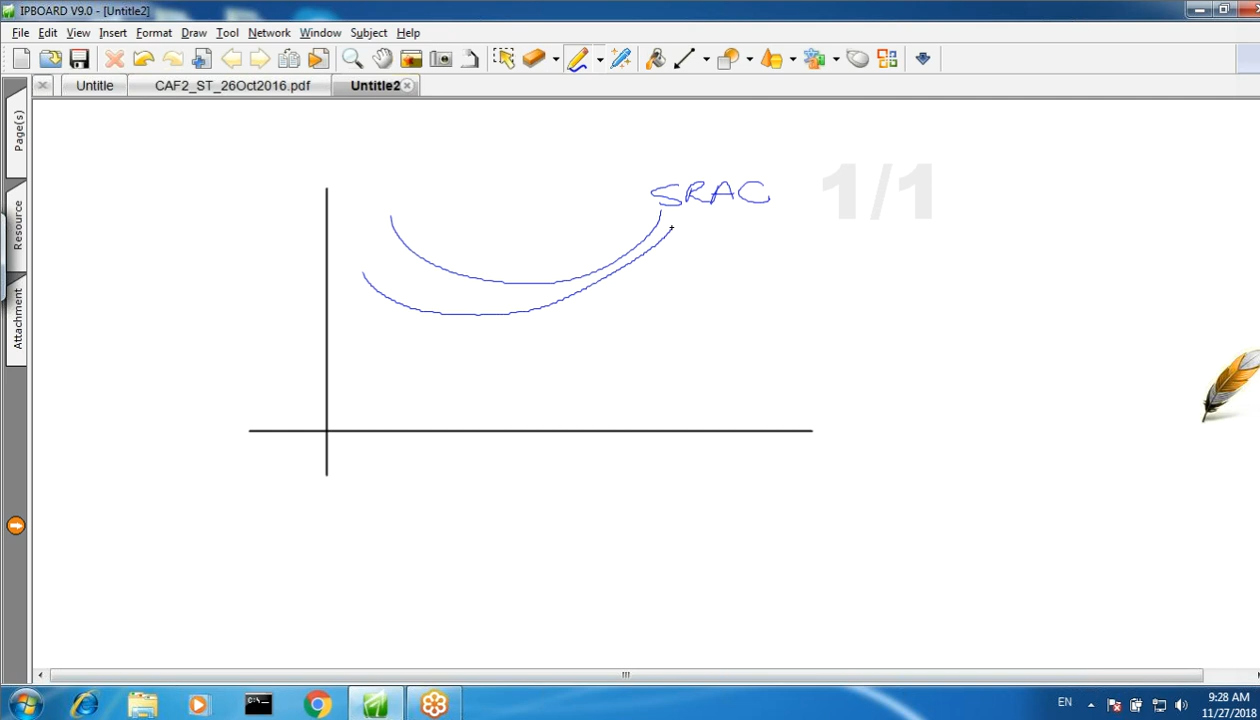 IPBOARD V9.0 - [Untitle2]
File Edit View Insert Format Draw Tool Network Window Subject Help
Untitle CAF2_ST_26Oct2016.pdf Untitle2
Page(s)
Resource
Attachment
SRAC
1/1
EN 9:28 AM
11/27/2018